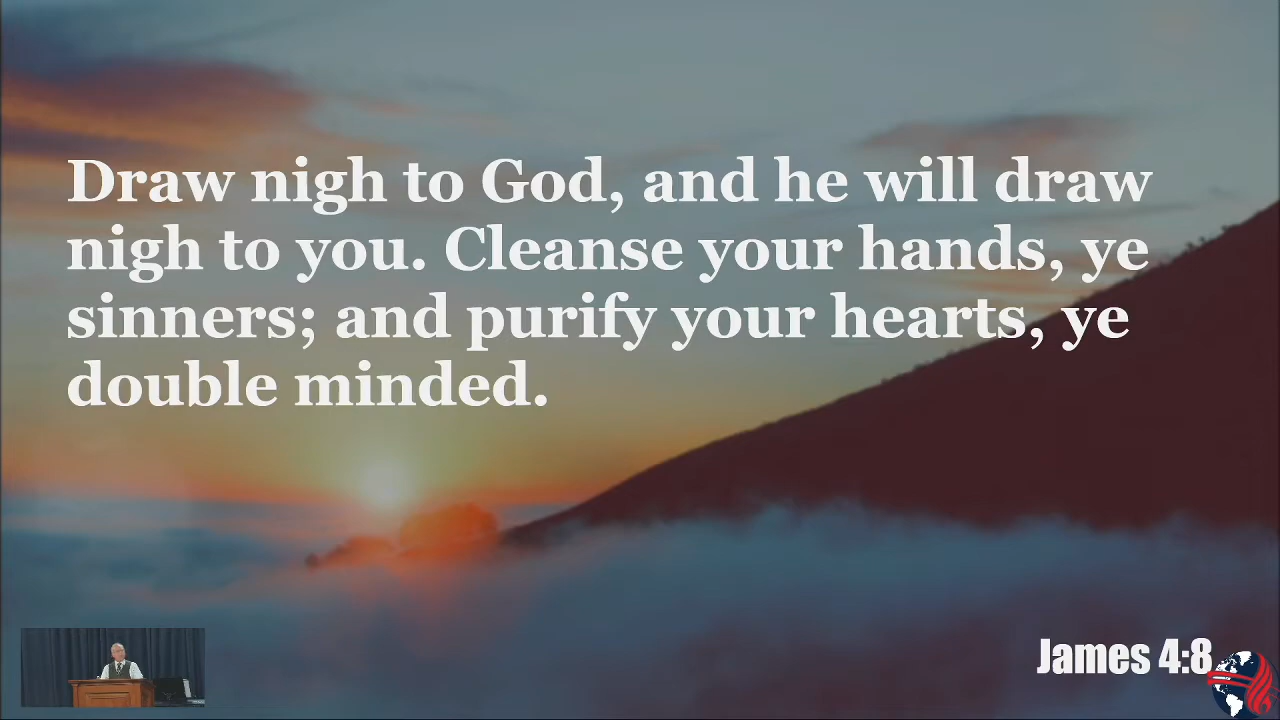 Draw nigh to God, and he will draw
nigh to you. Cleanse your hands, ye
sinners; and purify your hearts, ye
double minded.
James 4:8